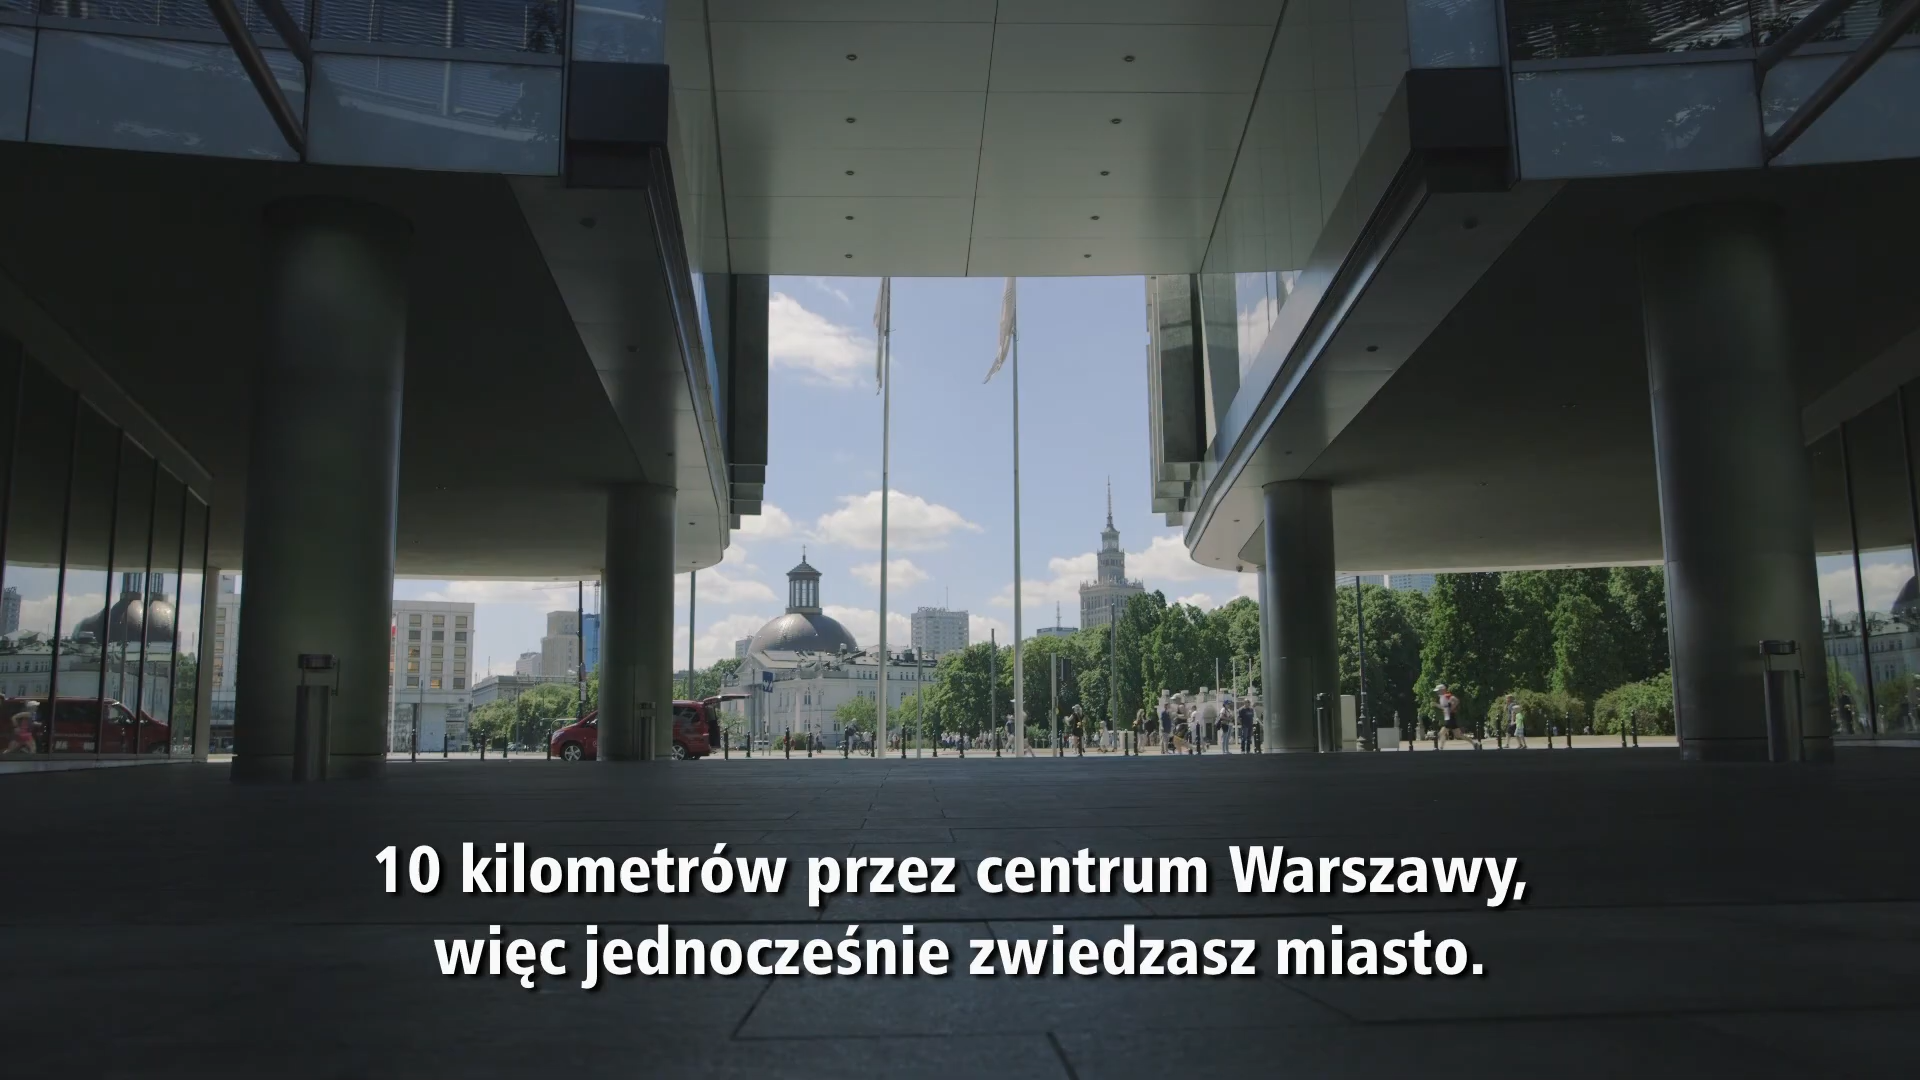 10 kilometrów przez centrum Warszawy,
więc jednocześnie zwiedzasz miasto.